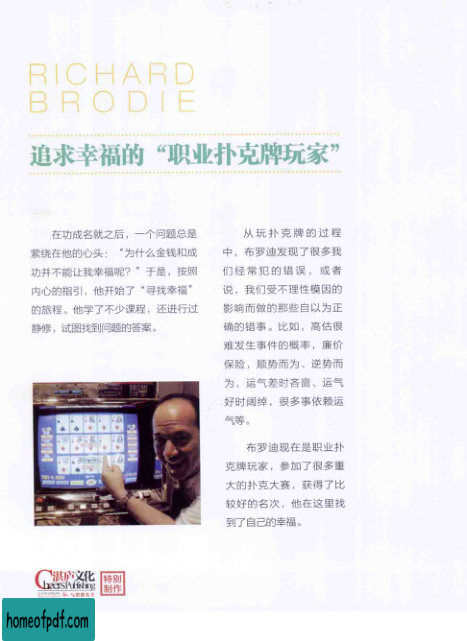 RICHARD
BRODIE
追求幸福的“职业扑克牌玩家”
在功成名就之后，一个问题总是
萦绕在他的心头：“为什么金钱和成
功并不能让我幸福呢？”于是，按照
内心的指引，他开始了“寻找幸福”
的旅程。他学了不少课程，还进行过
静修，试图找到问题的答案。
从玩扑克牌的过程
中，布罗迪发现了很多我
们经常犯的错误，或者
说，我们受不理性模因的
影响而做的那些自以为正
确的错事。比如，高估很
难发生事件的概率，廉价
保险，顺势而为、逆势而
为，运气差时吝啬、运气
好时阔绰，很多事依赖运
气等。
布罗迪现在是职业扑
克牌玩家，参加了很多重
大的扑克大赛，获得了比
较好的名次。他在这里找
到了自己的幸福。
湛庐文化
Cheers Publishing
特别
制作
homeofpdf.com